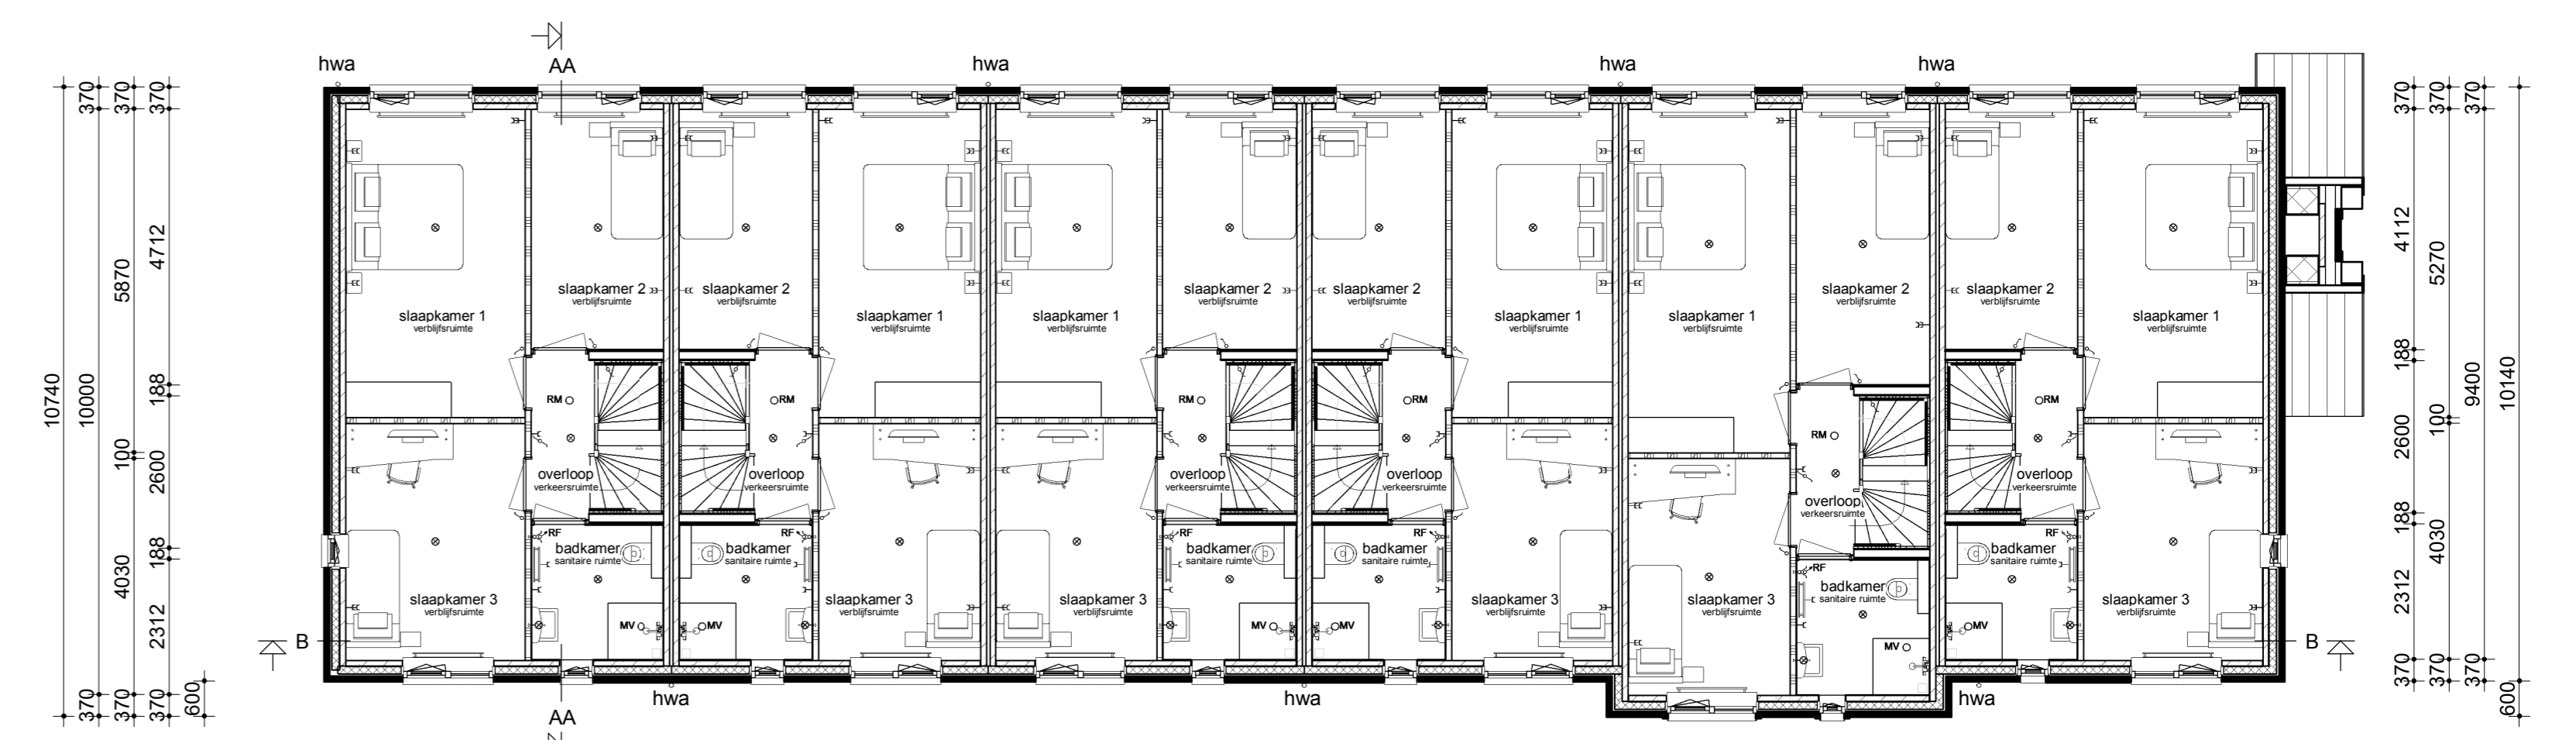 hwa
AA
hwa
hwa
hwa
370
370
370
10740
10000
5870
4712
188
100
2600
188
4030
2312
370
370
370
600
370
370
370
4112
5270
188
9400
10140
2600
100
188
4030
2312
370
370
370
600
slaapkamer 2
verblijfsruimte
slaapkamer 2
verblijfsruimte
slaapkamer 2
verblijfsruimte
slaapkamer 2
verblijfsruimte
slaapkamer 2
verblijfsruimte
slaapkamer 2
verblijfsruimte
slaapkamer 1
verblijfsruimte
slaapkamer 1
verblijfsruimte
slaapkamer 1
verblijfsruimte
slaapkamer 1
verblijfsruimte
slaapkamer 1
verblijfsruimte
slaapkamer 1
verblijfsruimte
RM
RM
RM
RM
RM
RM
overloop
verkeersruimte
overloop
verkeersruimte
overloop
verkeersruimte
overloop
verkeersruimte
overloop
verkeersruimte
overloop
verkeersruimte
RF
RF
RF
RF
RF
RF
badkamer
sanitaire ruimte
badkamer
sanitaire ruimte
badkamer
sanitaire ruimte
badkamer
sanitaire ruimte
badkamer
sanitaire ruimte
badkamer
sanitaire ruimte
slaapkamer 3
verblijfsruimte
slaapkamer 3
verblijfsruimte
slaapkamer 3
verblijfsruimte
slaapkamer 3
verblijfsruimte
slaapkamer 3
verblijfsruimte
slaapkamer 3
verblijfsruimte
MV
MV
MV
MV
MV
MV
B
B
hwa
hwa
hwa
AA